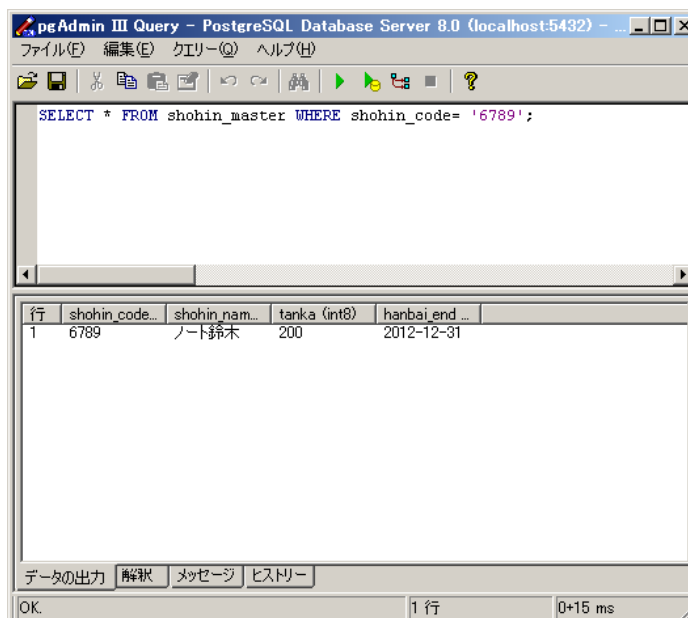 pgAdmin III Query - PostgreSQL Database Server 8.0 (localhost:5432) - ...
ファイル(F) 編集(E) クエリー(Q) ヘルプ(H)
SELECT * FROM shohin_master WHERE shohin_code= '6789';
行 shohin_code... shohin_nam... tanka (int8) hanbai_end ...
1 6789 ノート鈴木 200 2012-12-31
データの出力 解釈 メッセージ ヒストリー
OK. 1 行 0+15 ms